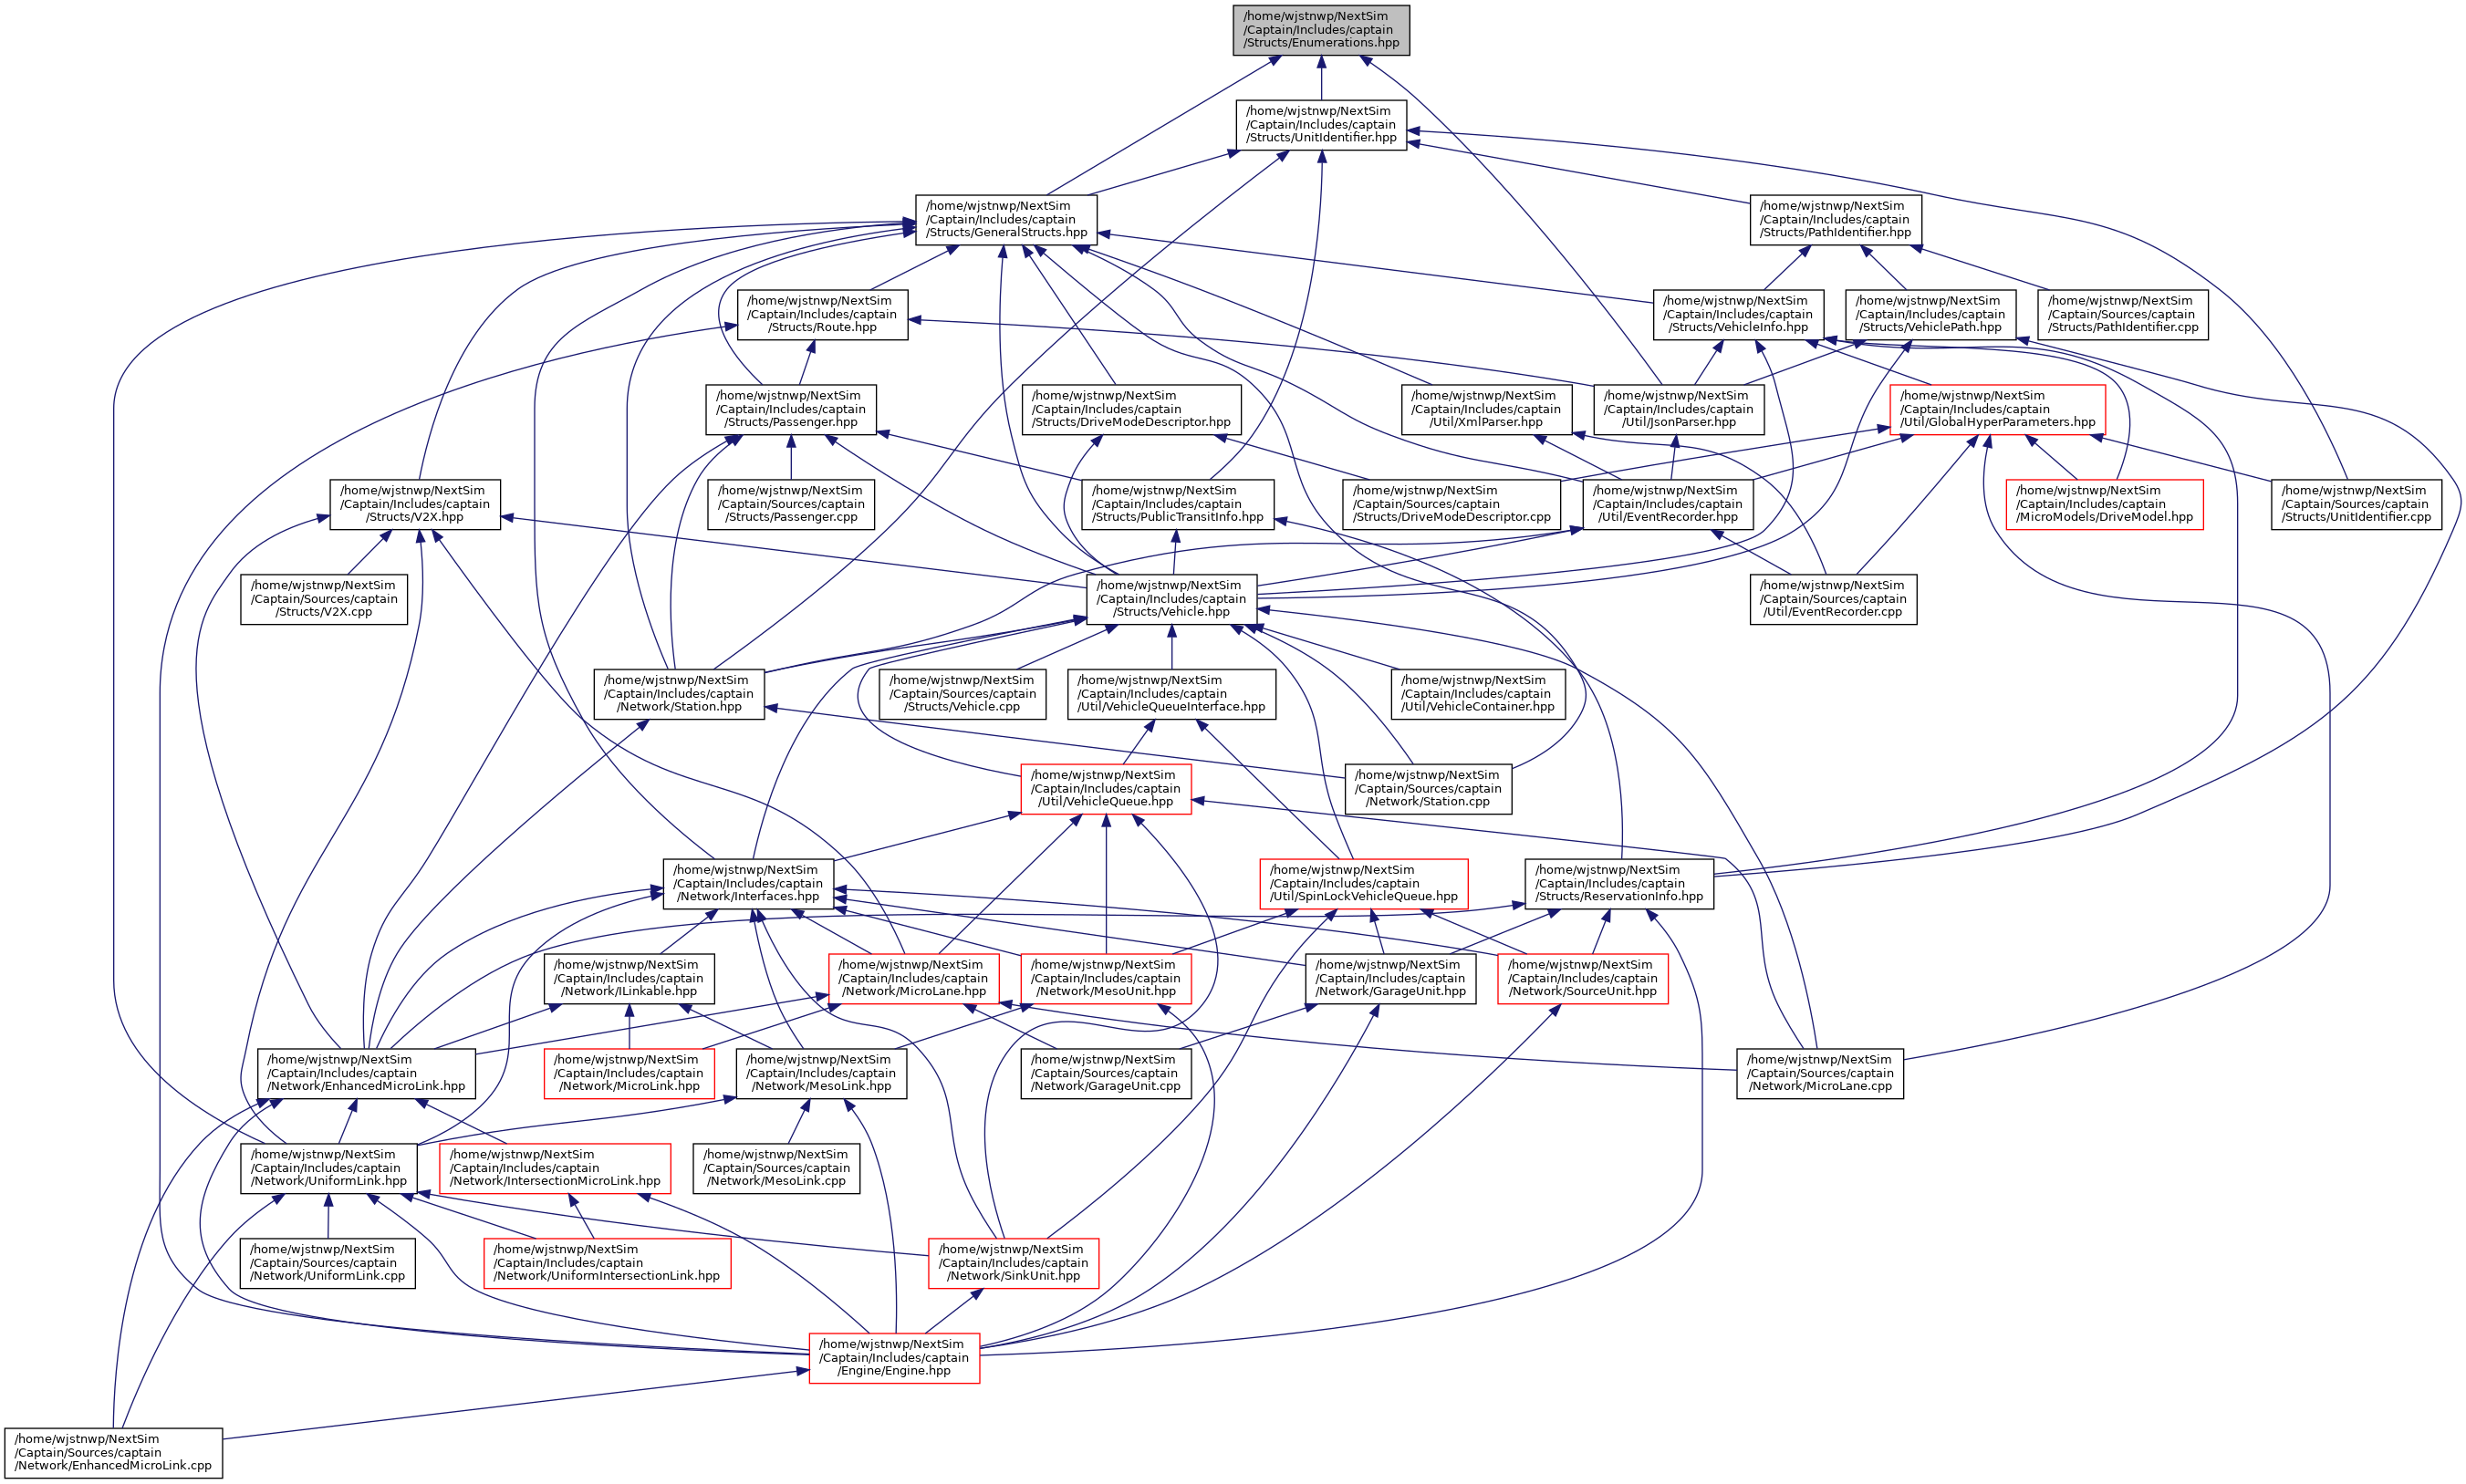 /home/wjstnwp/NextSim
/Captain/Includes/captain
/Structs/Enumerations.hpp
/home/wjstnwp/NextSim
/Captain/Includes/captain
/Structs/UnitIdentifier.hpp
/home/wjstnwp/NextSim
/Captain/Includes/captain
/Structs/GeneralStructs.hpp
/home/wjstnwp/NextSim
/Captain/Includes/captain
/Structs/PathIdentifier.hpp
/home/wjstnwp/NextSim
/Captain/Includes/captain
/Structs/Route.hpp
/home/wjstnwp/NextSim
/Captain/Includes/captain
/Structs/VehicleInfo.hpp
/home/wjstnwp/NextSim
/Captain/Includes/captain
/Structs/VehiclePath.hpp
/home/wjstnwp/NextSim
/Captain/Sources/captain
/Structs/PathIdentifier.cpp
/home/wjstnwp/NextSim
/Captain/Includes/captain
/Structs/Passenger.hpp
/home/wjstnwp/NextSim
/Captain/Includes/captain
/Structs/DriveModeDescriptor.hpp
/home/wjstnwp/NextSim
/Captain/Includes/captain
/Util/XmlParser.hpp
/home/wjstnwp/NextSim
/Captain/Includes/captain
/Util/JsonParser.hpp
/home/wjstnwp/NextSim
/Captain/Includes/captain
/Util/GlobalHyperParameters.hpp
/home/wjstnwp/NextSim
/Captain/Includes/captain
/Structs/V2X.hpp
/home/wjstnwp/NextSim
/Captain/Sources/captain
/Structs/Passenger.cpp
/home/wjstnwp/NextSim
/Captain/Includes/captain
/Structs/PublicTransitInfo.hpp
/home/wjstnwp/NextSim
/Captain/Sources/captain
/Structs/DriveModeDescriptor.cpp
/home/wjstnwp/NextSim
/Captain/Includes/captain
/Util/EventRecorder.hpp
/home/wjstnwp/NextSim
/Captain/Includes/captain
/MicroModels/DriveModel.hpp
/home/wjstnwp/NextSim
/Captain/Sources/captain
/Structs/UnitIdentifier.cpp
/home/wjstnwp/NextSim
/Captain/Sources/captain
/Structs/V2X.cpp
/home/wjstnwp/NextSim
/Captain/Includes/captain
/Structs/Vehicle.hpp
/home/wjstnwp/NextSim
/Captain/Sources/captain
/Util/EventRecorder.cpp
/home/wjstnwp/NextSim
/Captain/Includes/captain
/Network/Station.hpp
/home/wjstnwp/NextSim
/Captain/Sources/captain
/Structs/Vehicle.cpp
/home/wjstnwp/NextSim
/Captain/Includes/captain
/Util/VehicleQueueInterface.hpp
/home/wjstnwp/NextSim
/Captain/Includes/captain
/Util/VehicleContainer.hpp
/home/wjstnwp/NextSim
/Captain/Includes/captain
/Util/VehicleQueue.hpp
/home/wjstnwp/NextSim
/Captain/Sources/captain
/Network/Station.cpp
/home/wjstnwp/NextSim
/Captain/Includes/captain
/Network/Interfaces.hpp
/home/wjstnwp/NextSim
/Captain/Includes/captain
/Util/SpinLockVehicleQueue.hpp
/home/wjstnwp/NextSim
/Captain/Includes/captain
/Structs/ReservationInfo.hpp
/home/wjstnwp/NextSim
/Captain/Includes/captain
/Network/ILinkable.hpp
/home/wjstnwp/NextSim
/Captain/Includes/captain
/Network/MicroLane.hpp
/home/wjstnwp/NextSim
/Captain/Includes/captain
/Network/MesoUnit.hpp
/home/wjstnwp/NextSim
/Captain/Includes/captain
/Network/GarageUnit.hpp
/home/wjstnwp/NextSim
/Captain/Includes/captain
/Network/SourceUnit.hpp
/home/wjstnwp/NextSim
/Captain/Includes/captain
/Network/EnhancedMicroLink.hpp
/home/wjstnwp/NextSim
/Captain/Includes/captain
/Network/MicroLink.hpp
/home/wjstnwp/NextSim
/Captain/Includes/captain
/Network/MesoLink.hpp
/home/wjstnwp/NextSim
/Captain/Sources/captain
/Network/GarageUnit.cpp
/home/wjstnwp/NextSim
/Captain/Sources/captain
/Network/MicroLane.cpp
/home/wjstnwp/NextSim
/Captain/Includes/captain
/Network/UniformLink.hpp
/home/wjstnwp/NextSim
/Captain/Includes/captain
/Network/IntersectionMicroLink.hpp
/home/wjstnwp/NextSim
/Captain/Sources/captain
/Network/MesoLink.cpp
/home/wjstnwp/NextSim
/Captain/Sources/captain
/Network/UniformLink.cpp
/home/wjstnwp/NextSim
/Captain/Includes/captain
/Network/UniformIntersectionLink.hpp
/home/wjstnwp/NextSim
/Captain/Includes/captain
/Network/SinkUnit.hpp
/home/wjstnwp/NextSim
/Captain/Includes/captain
/Engine/Engine.hpp
/home/wjstnwp/NextSim
/Captain/Sources/captain
/Network/EnhancedMicroLink.cpp